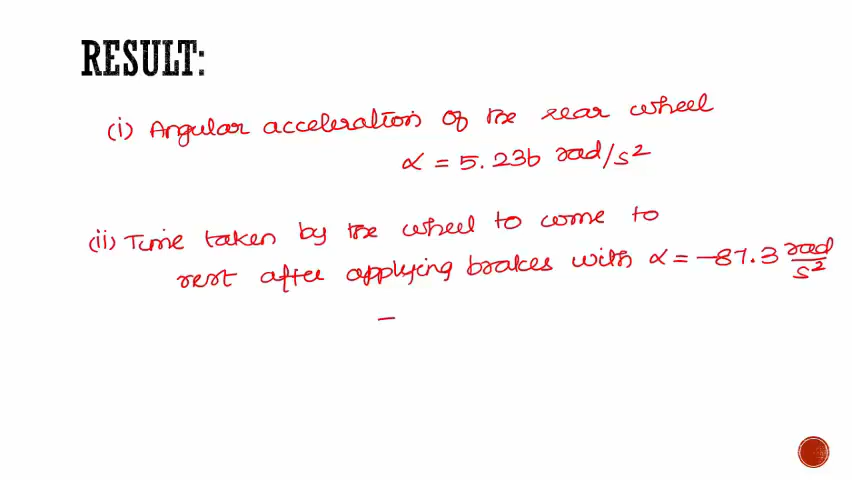 RESULT:
(i) Angular acceleration of the rear wheel
α = 5.236 rad/s²
(ii) Time taken by the wheel to come to
rest after applying brakes with α = -87.3 rad/s²
=